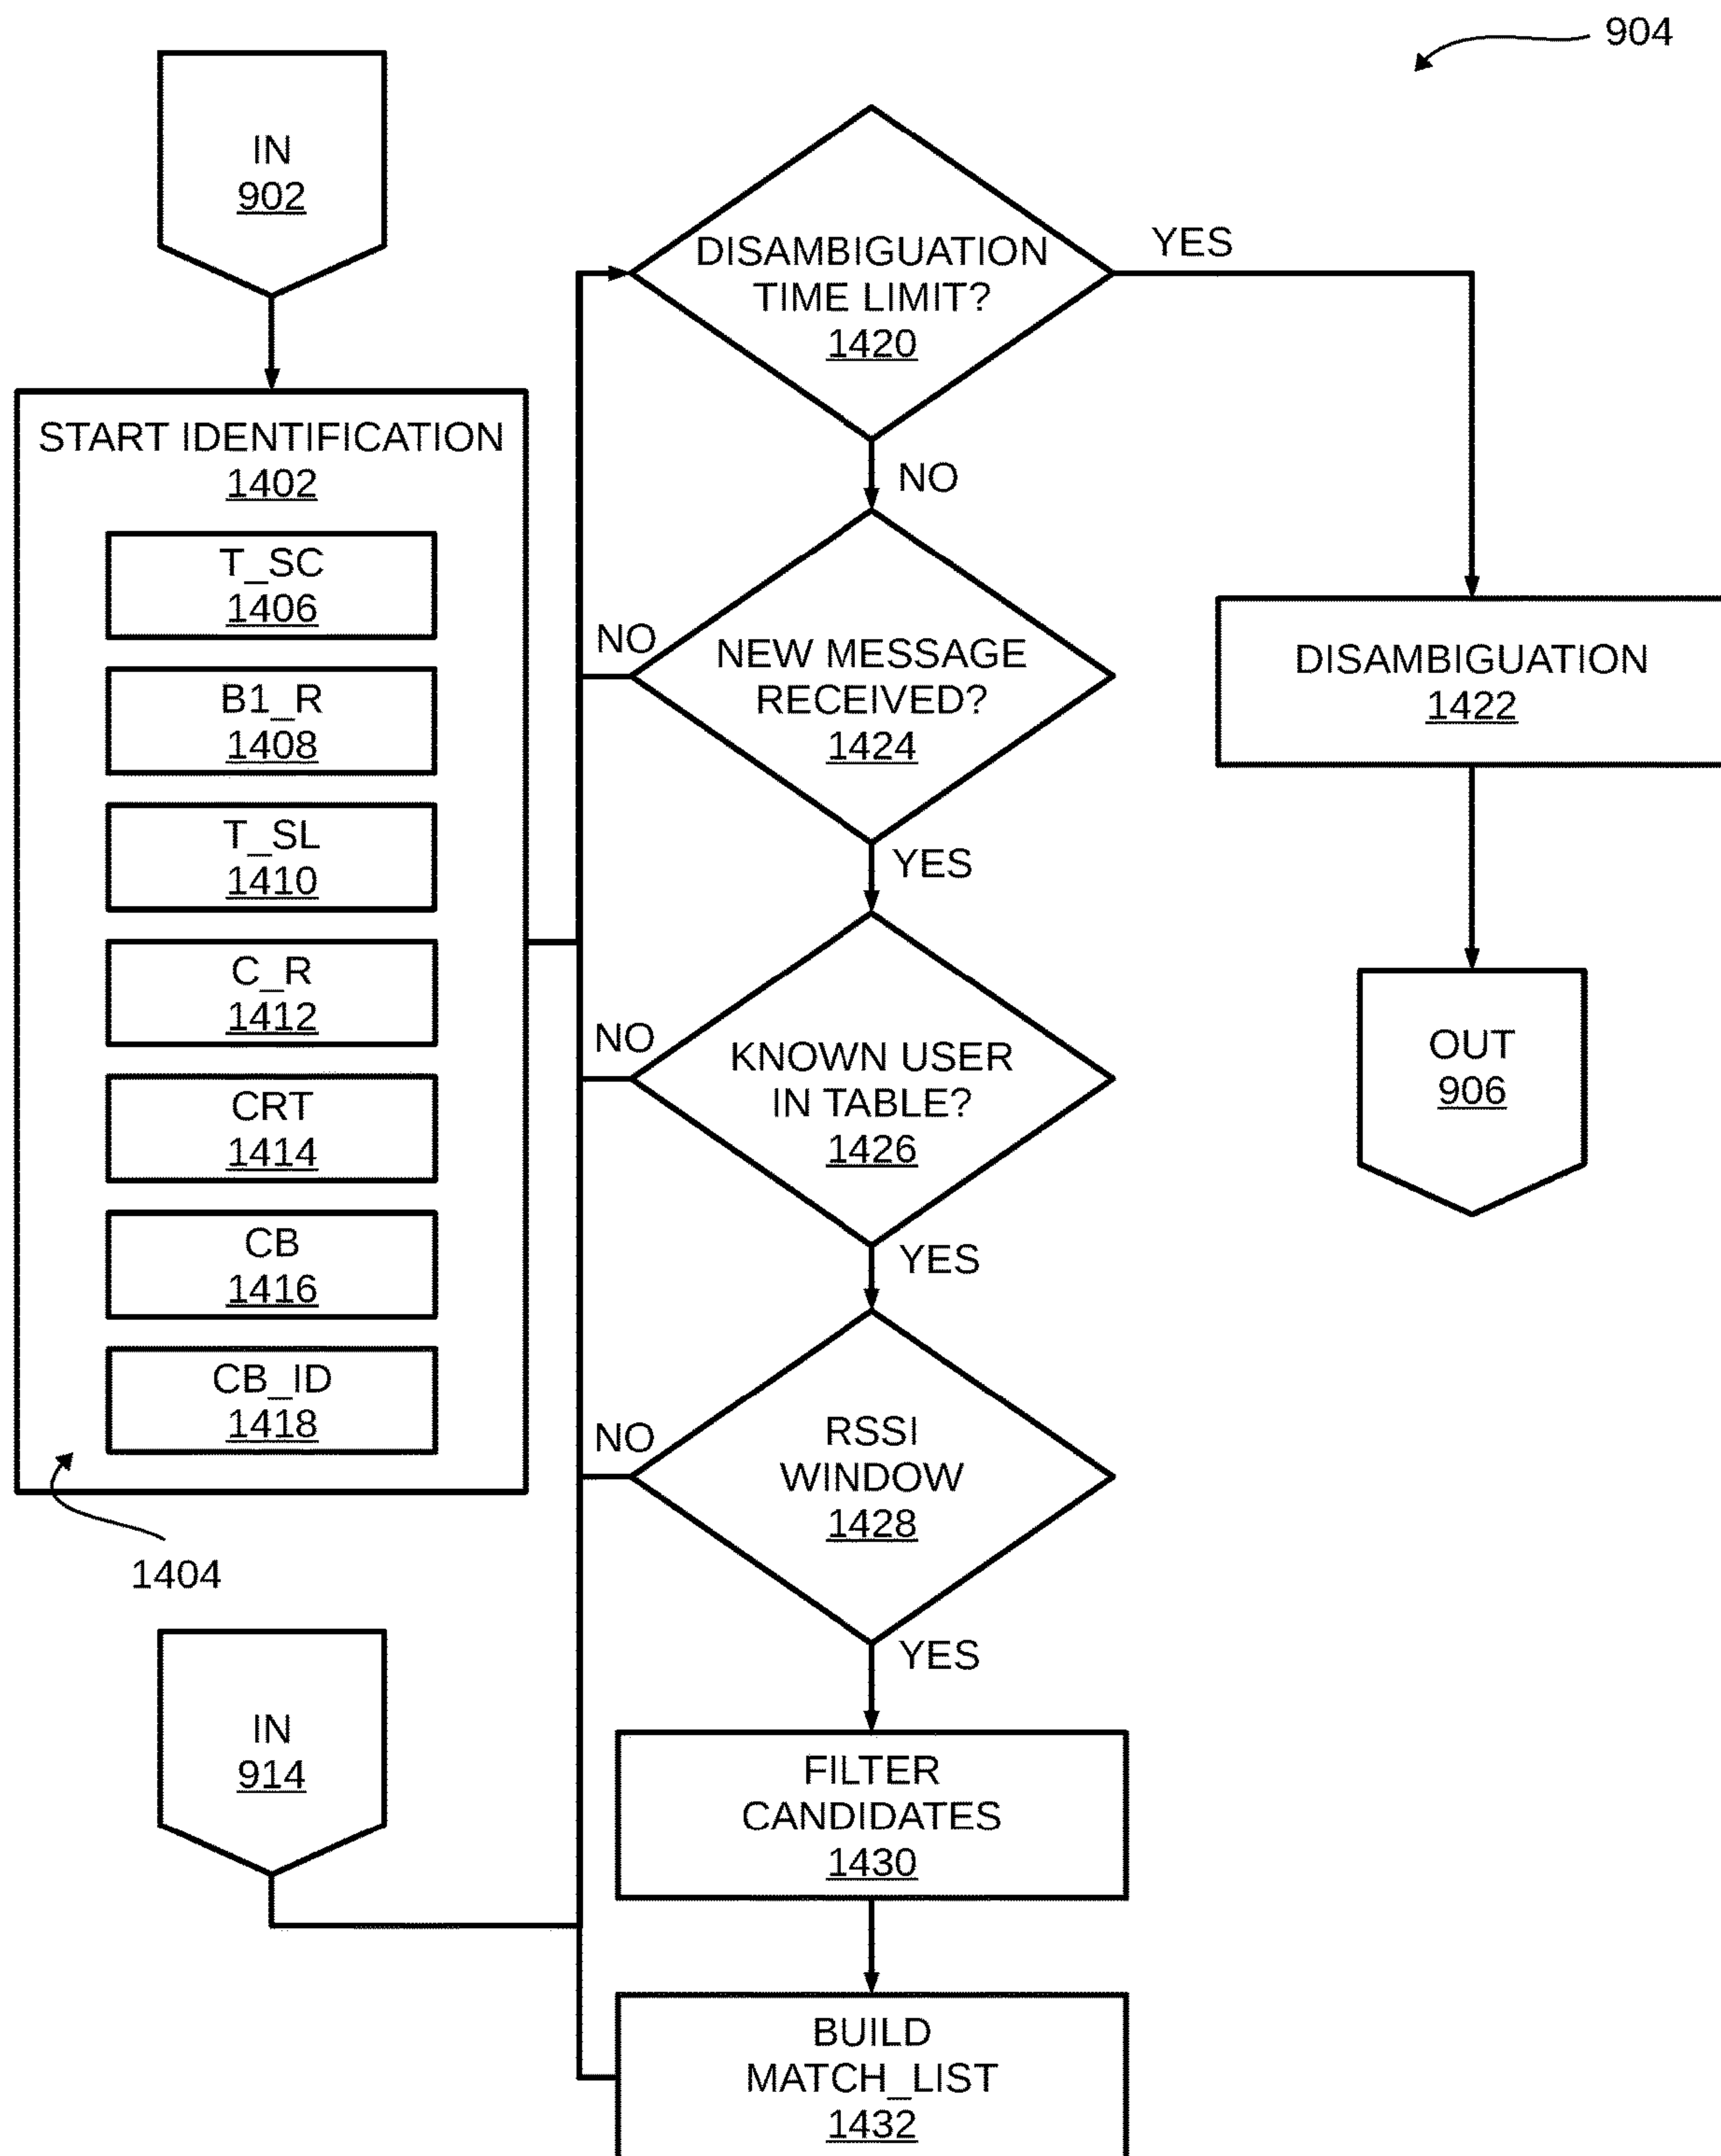 904
IN
902
START IDENTIFICATION
1402
T_SC
1406
B1_R
1408
T_SL
1410
C_R
1412
CRT
1414
CB
1416
CB_ID
1418
1404
IN
914
DISAMBIGUATION
TIME LIMIT?
1420
YES
NO
NEW MESSAGE
RECEIVED?
1424
NO
YES
KNOWN USER
IN TABLE?
1426
NO
YES
RSSI
WINDOW
1428
NO
YES
FILTER
CANDIDATES
1430
BUILD
MATCH_LIST
1432
DISAMBIGUATION
1422
OUT
906